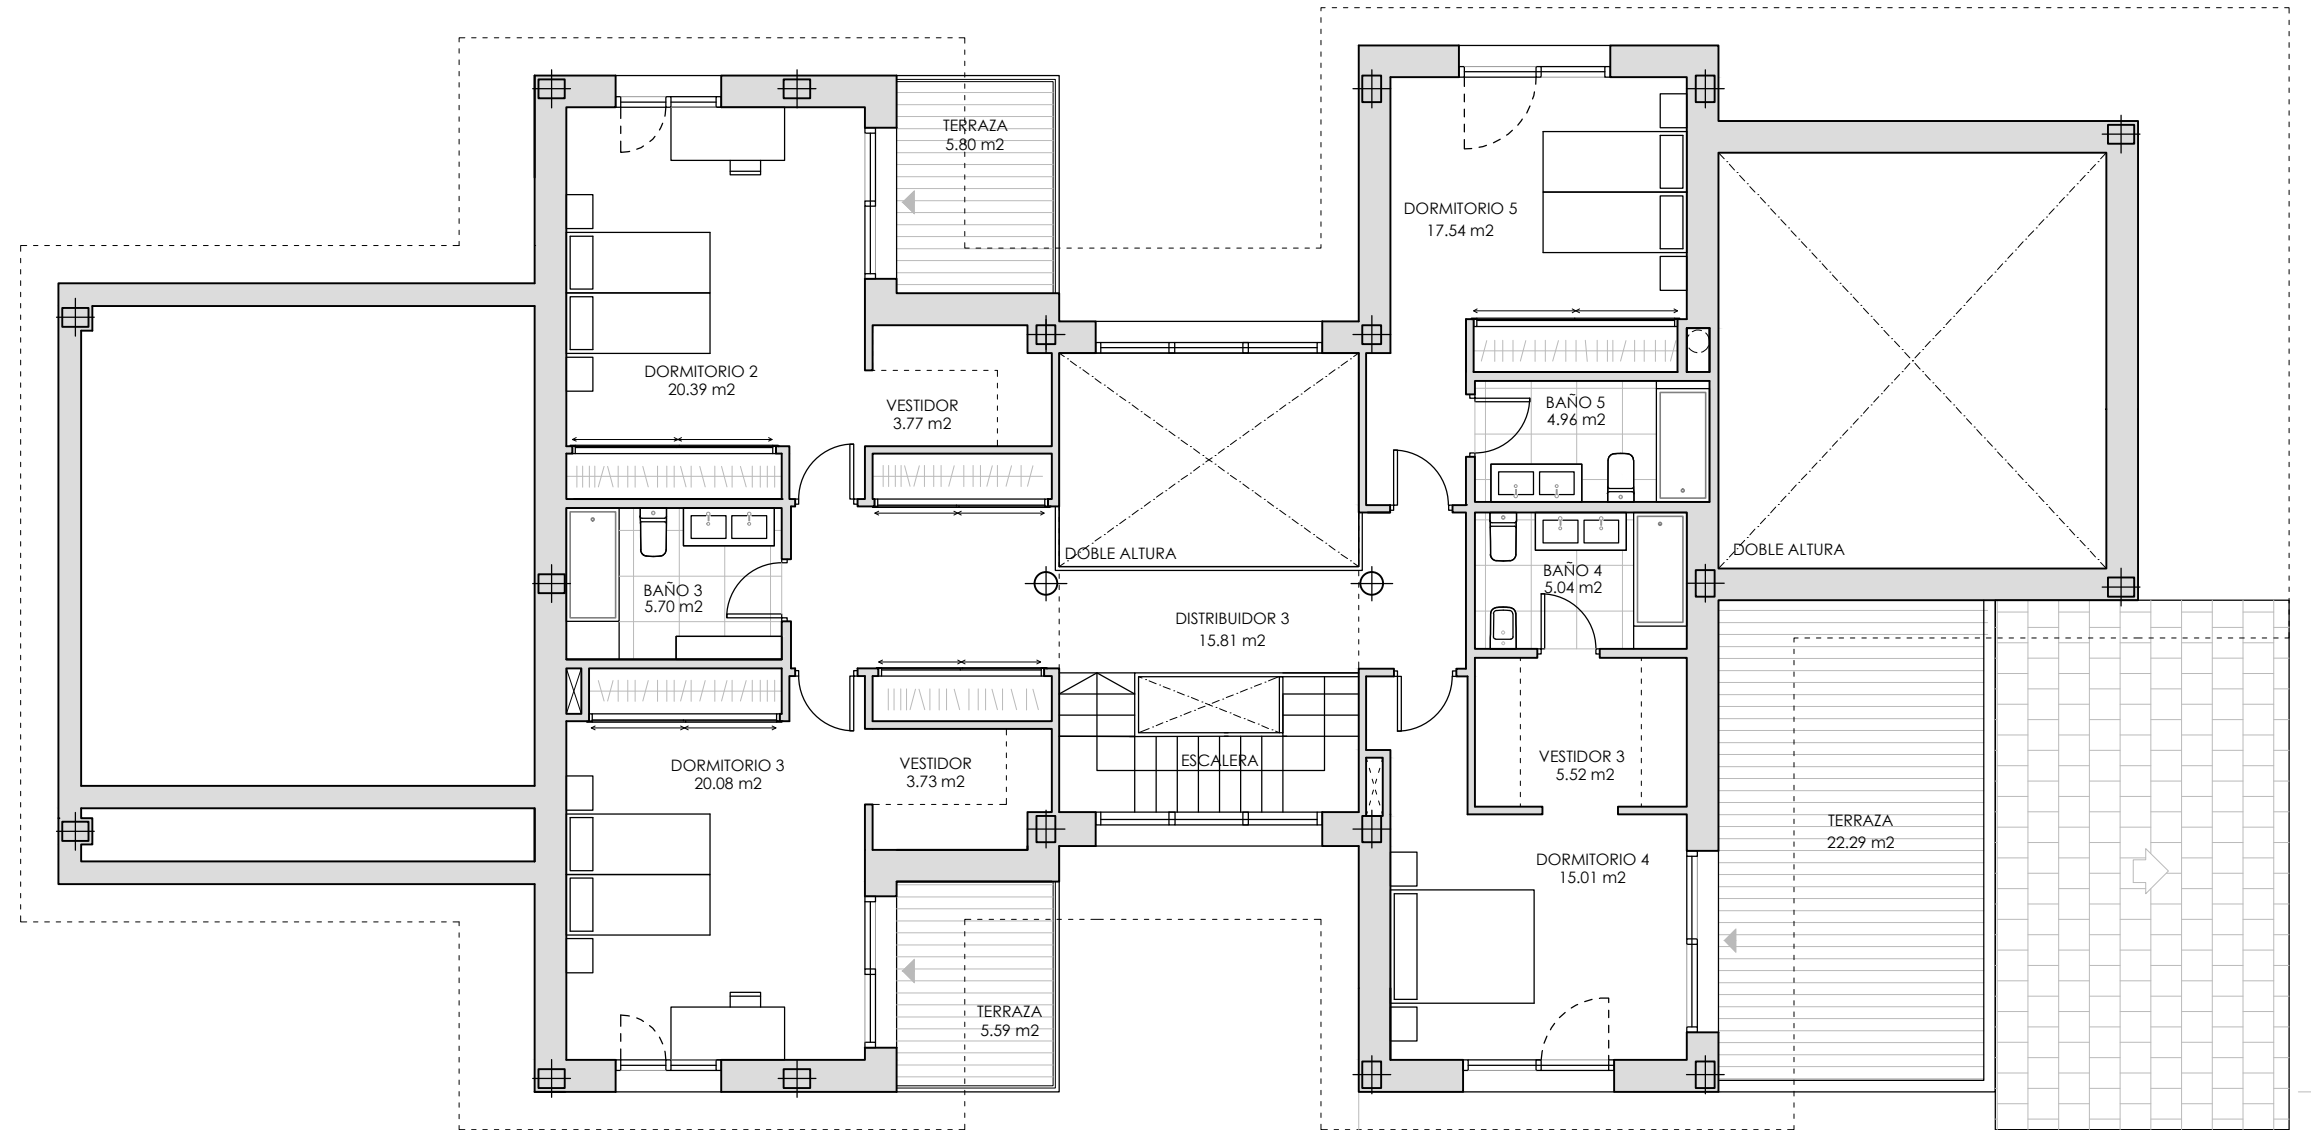 TERRAZA
5.80 m2
DORMITORIO 5
17.54 m2
DORMITORIO 2
20.39 m2
VESTIDOR
3.77 m2
BAÑO 5
4.96 m2
DOBLE ALTURA
DOBLE ALTURA
BAÑO 3
5.70 m2
BAÑO 4
5.04 m2
DISTRIBUIDOR 3
15.81 m2
DORMITORIO 3
20.08 m2
VESTIDOR
3.73 m2
ESCALERA
VESTIDOR 3
5.52 m2
TERRAZA
22.29 m2
DORMITORIO 4
15.01 m2
TERRAZA
5.59 m2